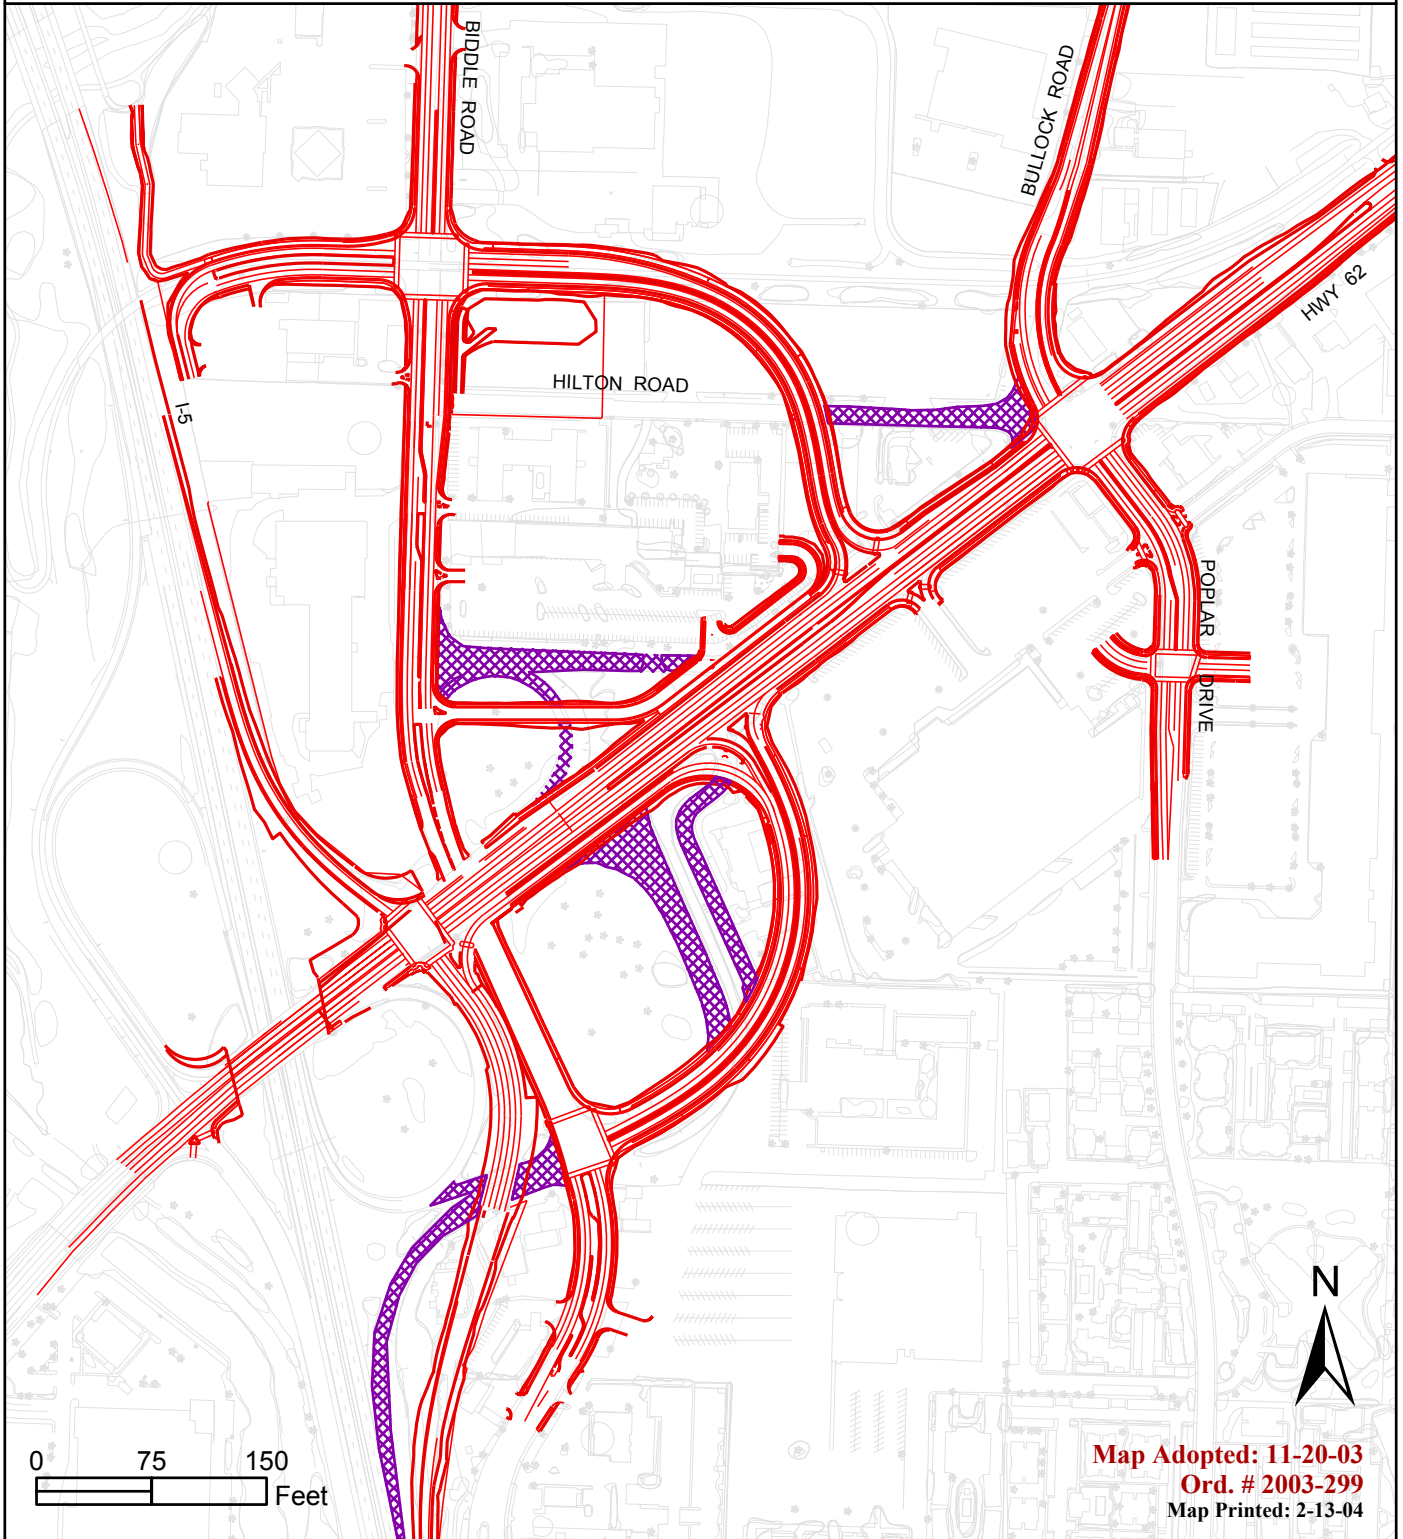 BIDDLE ROAD
BULLOCK ROAD
HWY 62
HILTON ROAD
I-5
POPLAR DRIVE
N
0 75 150
Feet
Map Adopted: 11-20-03
Ord. # 2003-299
Map Printed: 2-13-04